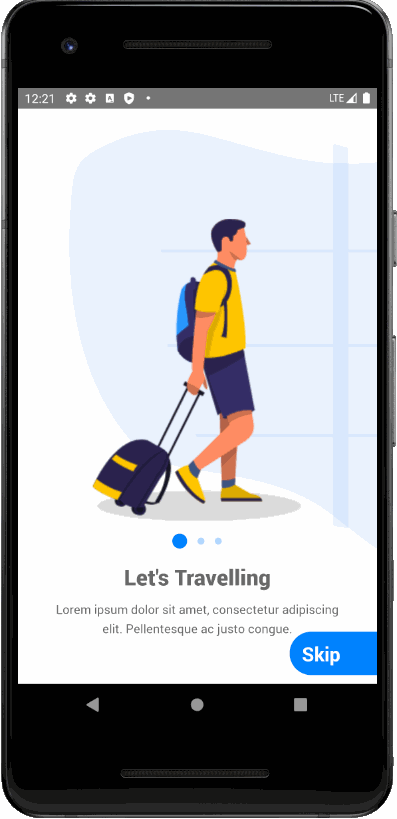 12:21
LTE
Let's Travelling
Lorem ipsum dolor sit amet, consectetur adipiscing
elit. Pellentesque ac justo congue.
Skip